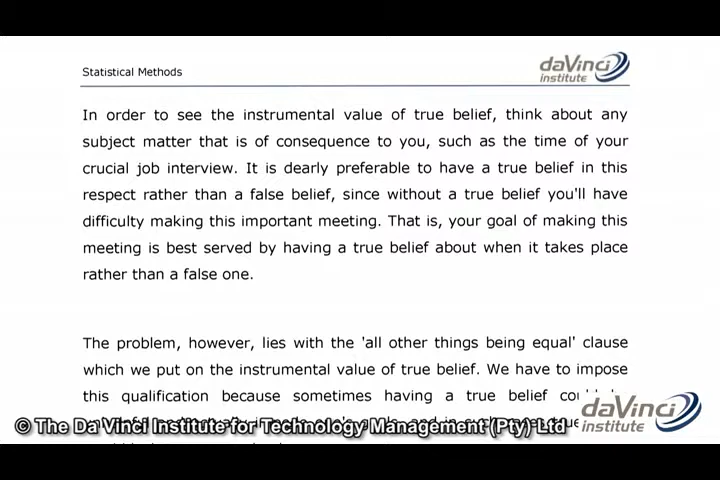 Statistical Methods
daVinci
institute
In order to see the instrumental value of true belief, think about any
subject matter that is of consequence to you, such as the time of your
crucial job interview. It is dearly preferable to have a true belief in this
respect rather than a false belief, since without a true belief you'll have
difficulty making this important meeting. That is, your goal of making this
meeting is best served by having a true belief about when it takes place
rather than a false one.
The problem, however, lies with the 'all other things being equal' clause
which we put on the instrumental value of true belief. We have to impose
this qualification because sometimes having a true belief
© The Da Vinci Institute for Technology Management (Pty) Ltd
daVinci
institute